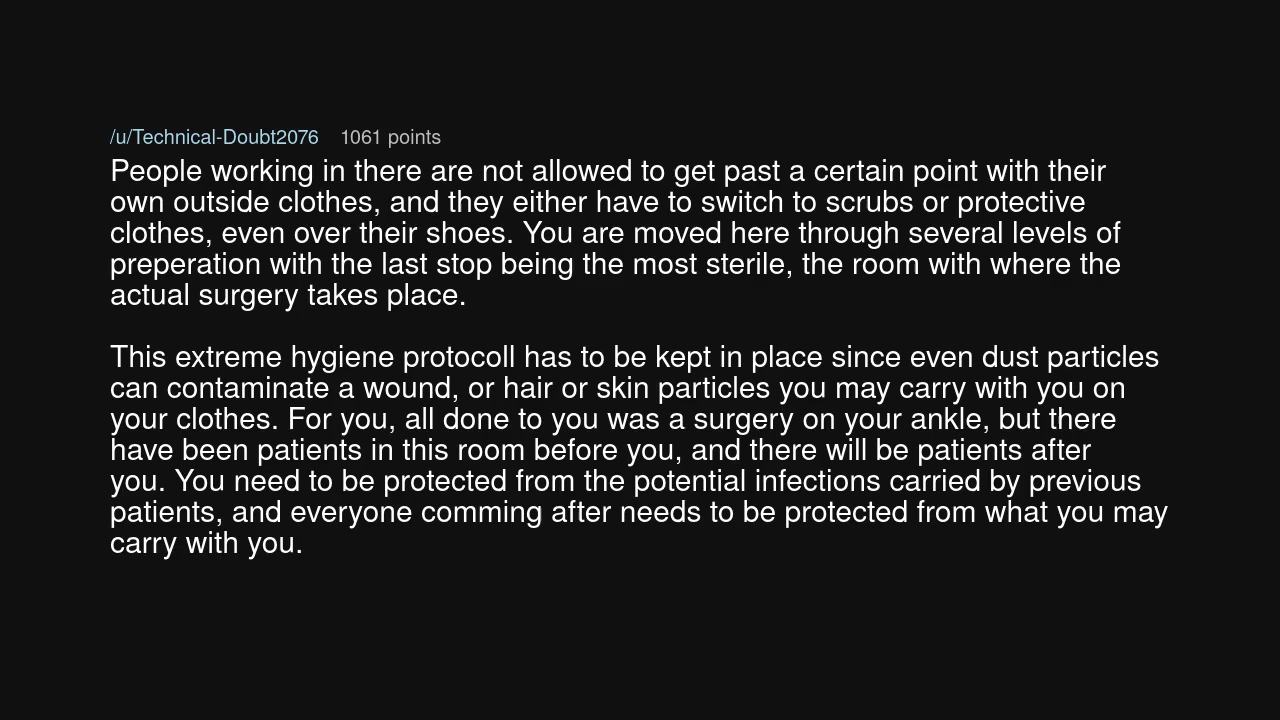 /u/Technical-Doubt2076 1061 points
People working in there are not allowed to get past a certain point with their
own outside clothes, and they either have to switch to scrubs or protective
clothes, even over their shoes. You are moved here through several levels of
preperation with the last stop being the most sterile, the room with where the
actual surgery takes place.
This extreme hygiene protocoll has to be kept in place since even dust particles
can contaminate a wound, or hair or skin particles you may carry with you on
your clothes. For you, all done to you was a surgery on your ankle, but there
have been patients in this room before you, and there will be patients after
you. You need to be protected from the potential infections carried by previous
patients, and everyone comming after needs to be protected from what you may
carry with you.